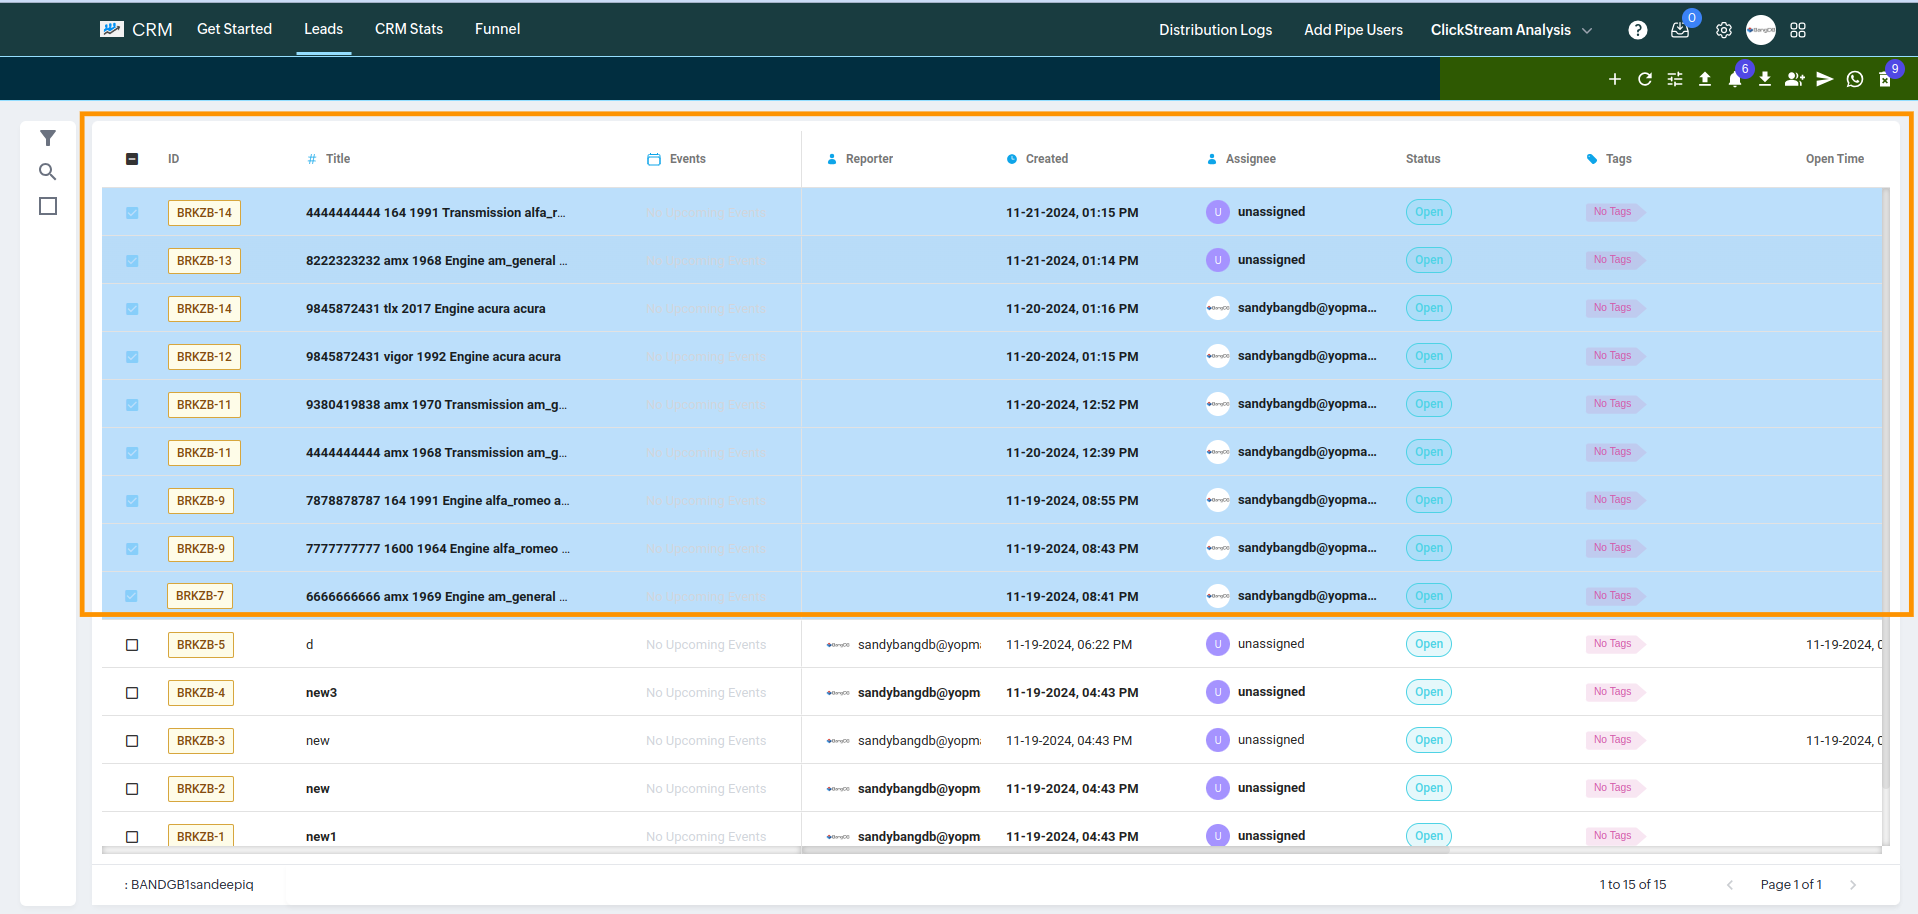 CRM Get Started Leads CRM Stats Funnel Distribution Logs Add Pipe Users ClickStream Analysis ? 0 BangDB
6 9
ID # Title Events Reporter Created Assignee Status Tags Open Time
BRKZB-14 4444444444 164 1991 Transmission alfa_r... No Upcoming Events 11-21-2024, 01:15 PM U unassigned Open No Tags
BRKZB-13 8222323232 amx 1968 Engine am_general ... No Upcoming Events 11-21-2024, 01:14 PM U unassigned Open No Tags
BRKZB-14 9845872431 tlx 2017 Engine acura acura No Upcoming Events 11-20-2024, 01:16 PM BangDB sandybangdb@yopma... Open No Tags
BRKZB-12 9845872431 vigor 1992 Engine acura acura No Upcoming Events 11-20-2024, 01:15 PM BangDB sandybangdb@yopma... Open No Tags
BRKZB-11 9380419838 amx 1970 Transmission am_g... No Upcoming Events 11-20-2024, 12:52 PM BangDB sandybangdb@yopma... Open No Tags
BRKZB-11 4444444444 amx 1968 Transmission am_g... No Upcoming Events 11-20-2024, 12:39 PM BangDB sandybangdb@yopma... Open No Tags
BRKZB-9 7878878787 164 1991 Engine alfa_romeo a... No Upcoming Events 11-19-2024, 08:55 PM BangDB sandybangdb@yopma... Open No Tags
BRKZB-9 7777777777 1600 1964 Engine alfa_romeo ... No Upcoming Events 11-19-2024, 08:43 PM BangDB sandybangdb@yopma... Open No Tags
BRKZB-7 6666666666 amx 1969 Engine am_general ... No Upcoming Events 11-19-2024, 08:41 PM BangDB sandybangdb@yopma... Open No Tags
BRKZB-5 d No Upcoming Events BangDB sandybangdb@yopm 11-19-2024, 06:22 PM U unassigned Open No Tags 11-19-2024, 0
BRKZB-4 new3 No Upcoming Events BangDB sandybangdb@yopm 11-19-2024, 04:43 PM U unassigned Open No Tags
BRKZB-3 new No Upcoming Events BangDB sandybangdb@yopm 11-19-2024, 04:43 PM U unassigned Open No Tags 11-19-2024, 0
BRKZB-2 new No Upcoming Events BangDB sandybangdb@yopm 11-19-2024, 04:43 PM U unassigned Open No Tags
BRKZB-1 new1 No Upcoming Events BangDB sandybangdb@yopm 11-19-2024, 04:43 PM U unassigned Open No Tags
: BANDGB1sandeepiq 1 to 15 of 15 Page 1 of 1